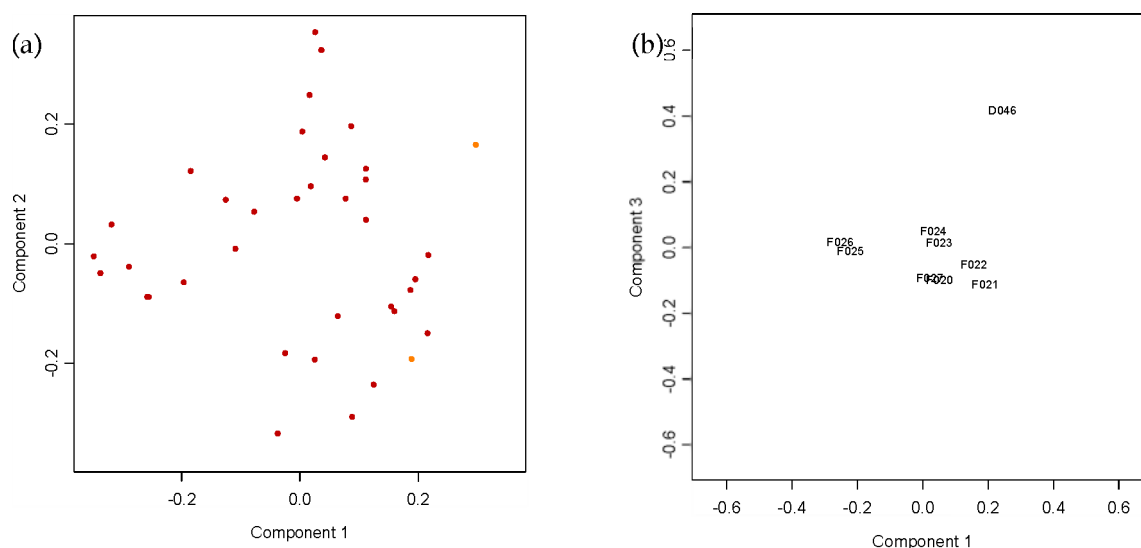 (a)
Component 2
0.2
0.0
-0.2
-0.2 0.0 0.2
Component 1
(b)
Component 3
0.6
0.4
0.2
0.0
-0.2
-0.4
-0.6
D046
F024
F026 F023
F025
F022
F027 F020
F021
-0.6 -0.4 -0.2 0.0 0.2 0.4 0.6
Component 1